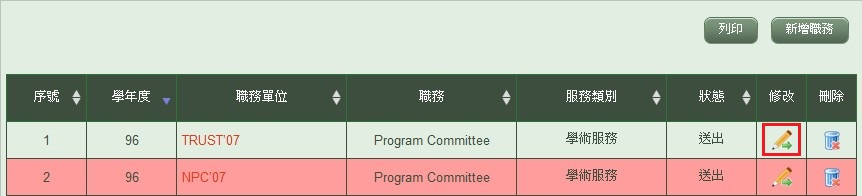 列印 新增職務
序號 學年度 職務單位 職務 服務類別 狀態 修改 刪除
1 96 TRUST'07 Program Committee 學術服務 送出
2 96 NPC'07 Program Committee 學術服務 送出